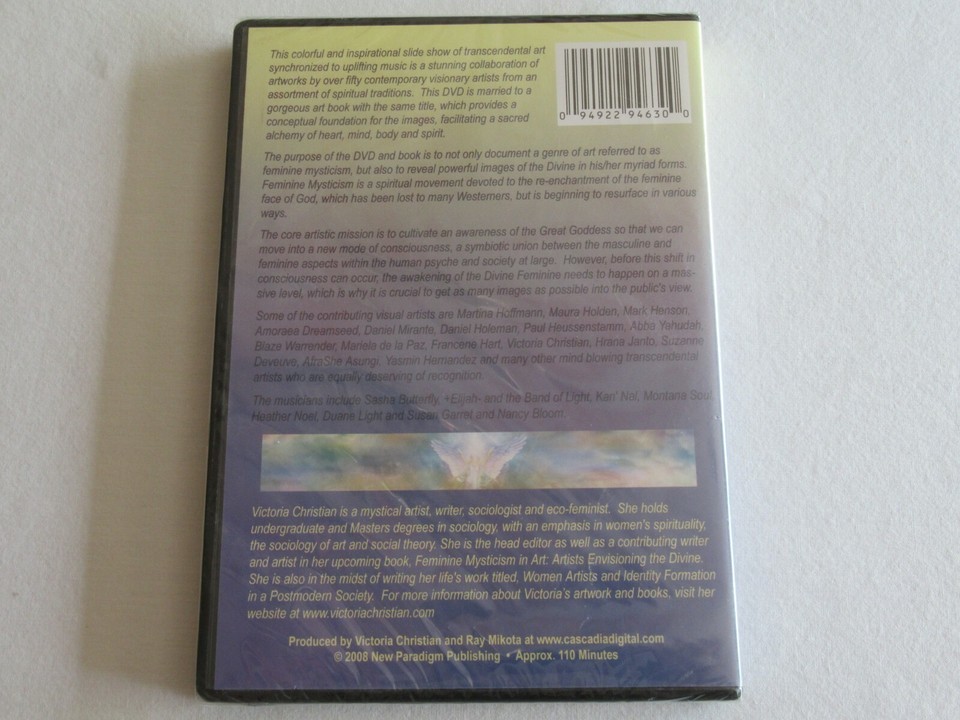 This colorful and inspirational slide show of transcendental art
synchronized to uplifting music is a stunning collaboration of
artworks by over fifty contemporary visionary artists from an
assortment of spiritual traditions. This DVD is married to a
gorgeous art book with the same title, which provides a
conceptual foundation for the images, facilitating a sacred
alchemy of heart, mind, body and spirit.
0 94922 94630 0
The purpose of the DVD and book is to not only document a genre of art referred to as
feminine mysticism, but also to reveal powerful images of the Divine in his/her myriad forms.
Feminine Mysticism is a spiritual movement devoted to the re-enchantment of the feminine
face of God, which has been lost to many Westerners, but is beginning to resurface in various
ways.
The core artistic mission is to cultivate an awareness of the Great Goddess so that we can
move into a new mode of consciousness, a symbiotic union between the masculine and
feminine aspects within the human psyche and society at large. However, before this shift in
consciousness can occur, the awakening of the Divine Feminine needs to happen on a mas-
sive level, which is why it is crucial to get as many images as possible into the public's view.
Some of the contributing visual artists are Martina Hoffmann, Maura Holden, Mark Henson,
Amoraea Dreamseed, Daniel Mirante, Daniel Holeman, Paul Heussenstamm, Abba Yahudah,
Blaze Warrender, Mariela de la Paz, Francene Hart, Victoria Christian, Hrana Janto, Suzanne
Deveuve, AfraShe Asungi, Yasmin Hernandez and many other mind blowing transcendental
artists who are equally deserving of recognition.
The musicians include Sasha Butterfly, +Elijah- and the Band of Light, Ken' Nai, Montana Soul,
Heather Noel, Duane Light and Susan Garret and Nancy Bloom.
Victoria Christian is a mystical artist, writer, sociologist and eco-feminist. She holds
undergraduate and Masters degrees in sociology, with an emphasis in women's spirituality,
the sociology of art and social theory. She is the head editor as well as a contributing writer
and artist in her upcoming book, Feminine Mysticism in Art: Artists Envisioning the Divine.
She is also in the midst of writing her life's work titled, Women Artists and Identity Formation
in a Postmodern Society. For more information about Victoria's artwork and books, visit her
website at www.victoriachristian.com
Produced by Victoria Christian and Ray Mikota at www.cascadiadigital.com
© 2008 New Paradigm Publishing • Approx. 110 Minutes